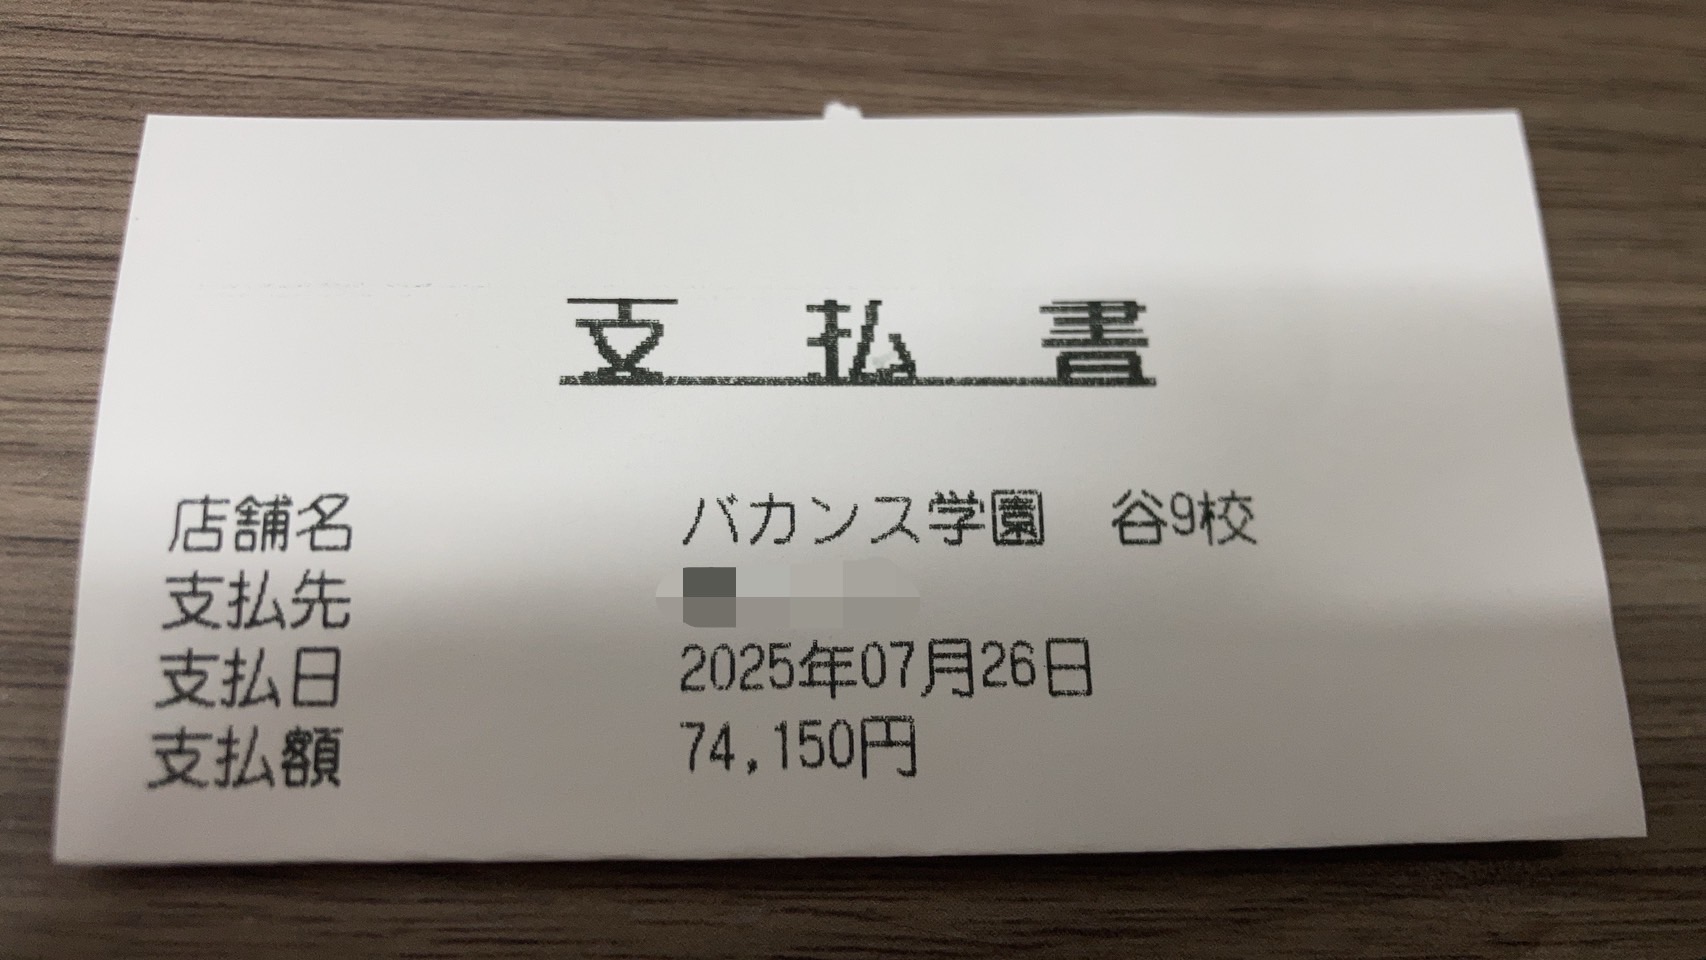 支払書
店舗名 バカンス学園 谷9校
支払先
支払日 2025年07月26日
支払額 74,150円